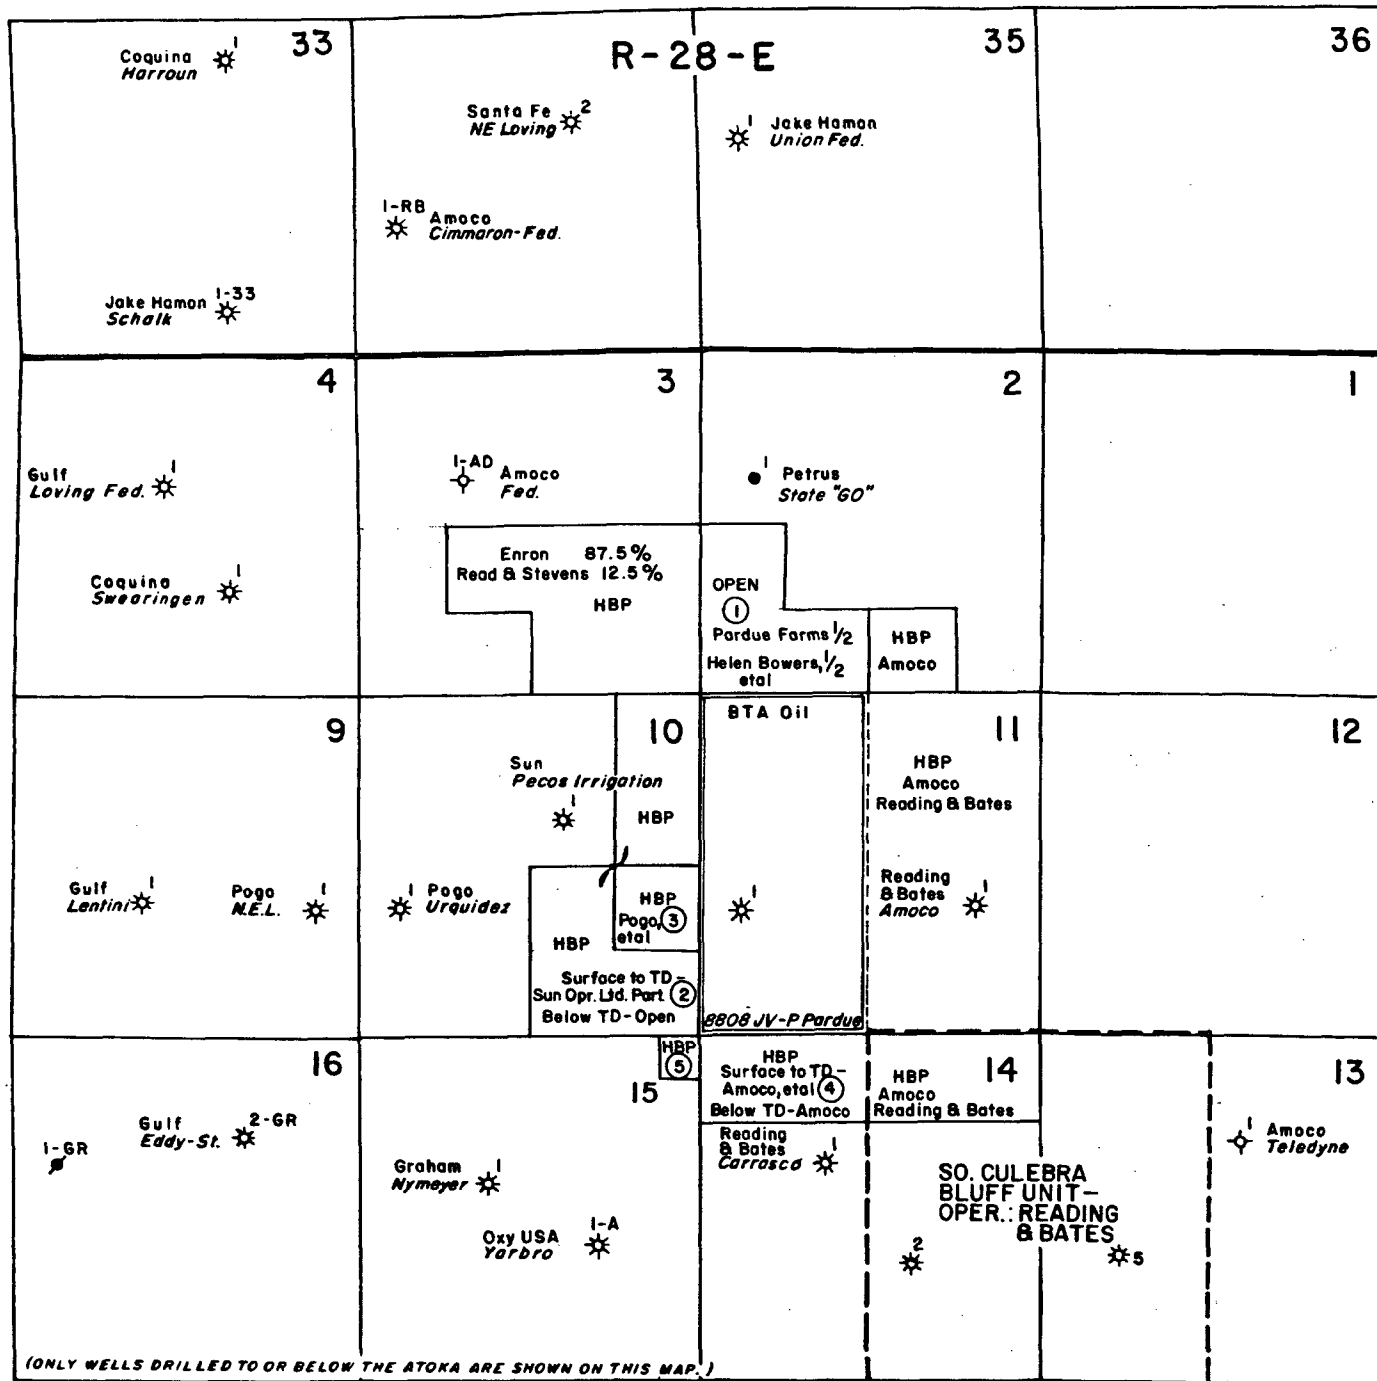 R-28-E
33
35
36
Coquina 1
Harroun
Santa Fe 2
NE Loving
1 Jake Hamon
Union Fed.
1-RB Amoco
Cimmaron-Fed.
Jake Hamon 1-33
Schalk
4
3
2
1
Gulf 1
Loving Fed.
1-AD Amoco
Fed.
1 Petrus
State "GO"
Coquina 1
Swearingen
Enron 87.5%
Read & Stevens 12.5%
HBP
OPEN
1
Pardue Farms 1/2
Helen Bowers, 1/2
etal
HBP
Amoco
9
10
11
12
Sun
Pecos Irrigation
1
HBP
BTA Oil
1
8808 JV-P Pardue
HBP
Amoco
Reading & Bates
Gulf 1
Lentini
Pogo 1
N.E.L.
1 Pogo
Urquidez
HBP
Pogo, 3
etal
HBP
Surface to TD-
Sun Opr. Ltd. Part. 2
Below TD-Open
Reading
& Bates 1
Amoco
16
15
14
13
HBP
5
HBP
Surface to TD-
Amoco, etal 4
Below TD-Amoco
HBP
Amoco
Reading & Bates
1-GR
Gulf 2-GR
Eddy-St.
Graham 1
Nymeyer
Oxy USA 1-A
Yarbro
Reading
& Bates 1
Carrasco
1 Amoco
Teledyne
SO. CULEBRA
BLUFF UNIT-
OPER.: READING
& BATES
2
5
(ONLY WELLS DRILLED TO OR BELOW THE ATOKA ARE SHOWN ON THIS MAP.)